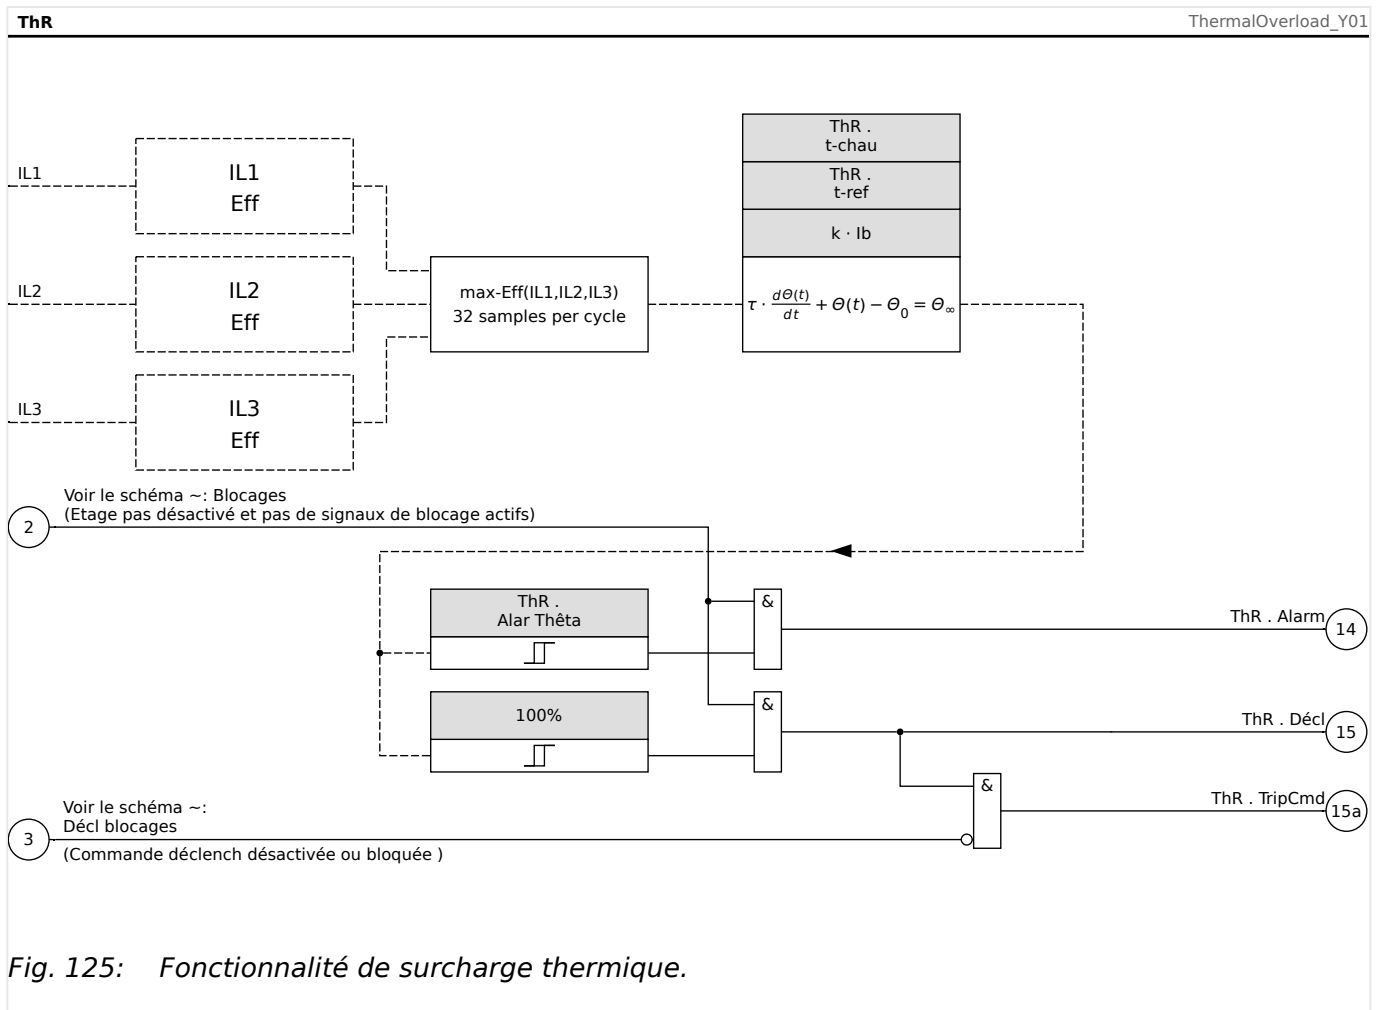 ThR
ThermalOverload_Y01
ThR .
t-chau
ThR .
t-ref
k · Ib
IL1
IL1
Eff
IL2
IL2
Eff
IL3
IL3
Eff
max-Eff(IL1,IL2,IL3)
32 samples per cycle
τ · dΘ(t)/dt + Θ(t) − Θ₀ = Θ∞
Voir le schéma ~: Blocages
(Etage pas désactivé et pas de signaux de blocage actifs)
2
ThR .
Alar Thêta
&
ThR . Alarm
14
100%
&
ThR . Décl
15
&
ThR . TripCmd
15a
Voir le schéma ~:
Décl blocages
3
(Commande déclench désactivée ou bloquée )
Fig. 125: Fonctionnalité de surcharge thermique.